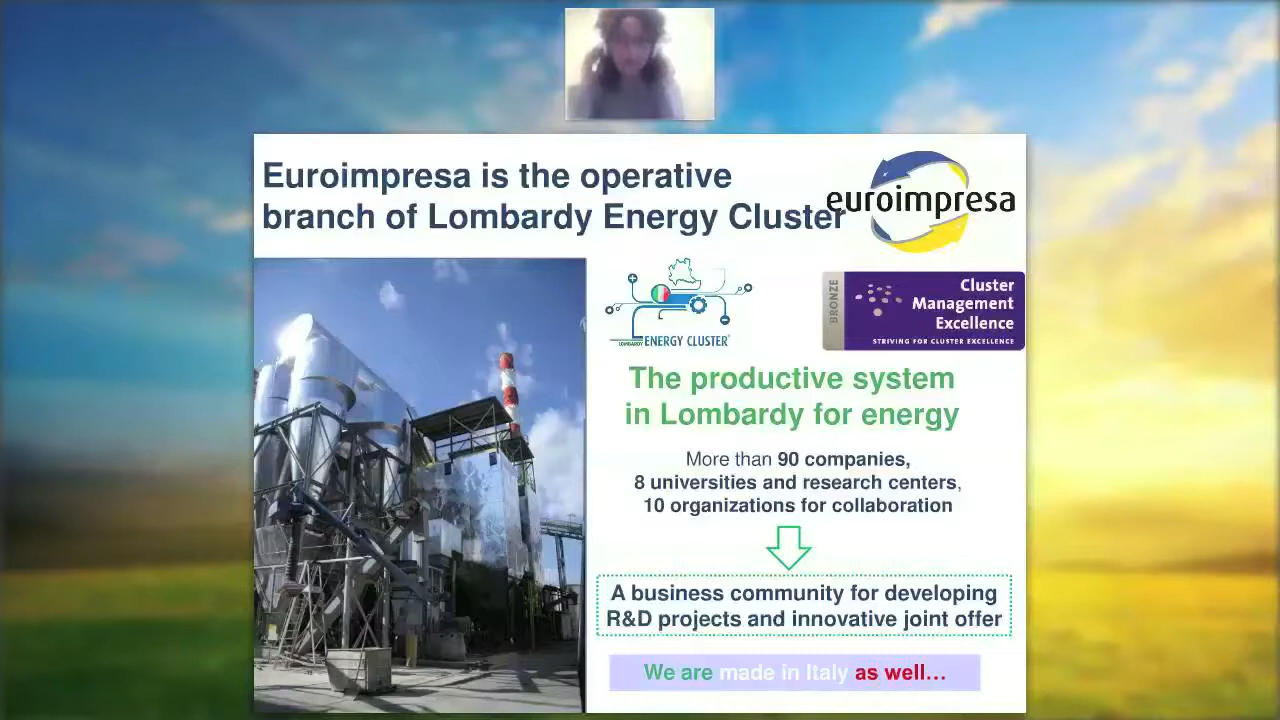 Euroimpresa is the operative
branch of Lombardy Energy Cluster
euroimpresa
LOMBARDY ENERGY CLUSTER
BRONZE
Cluster
Management
Excellence
STRIVING FOR CLUSTER EXCELLENCE
The productive system
in Lombardy for energy
More than 90 companies,
8 universities and research centers,
10 organizations for collaboration
A business community for developing
R&D projects and innovative joint offer
We are made in Italy as well…